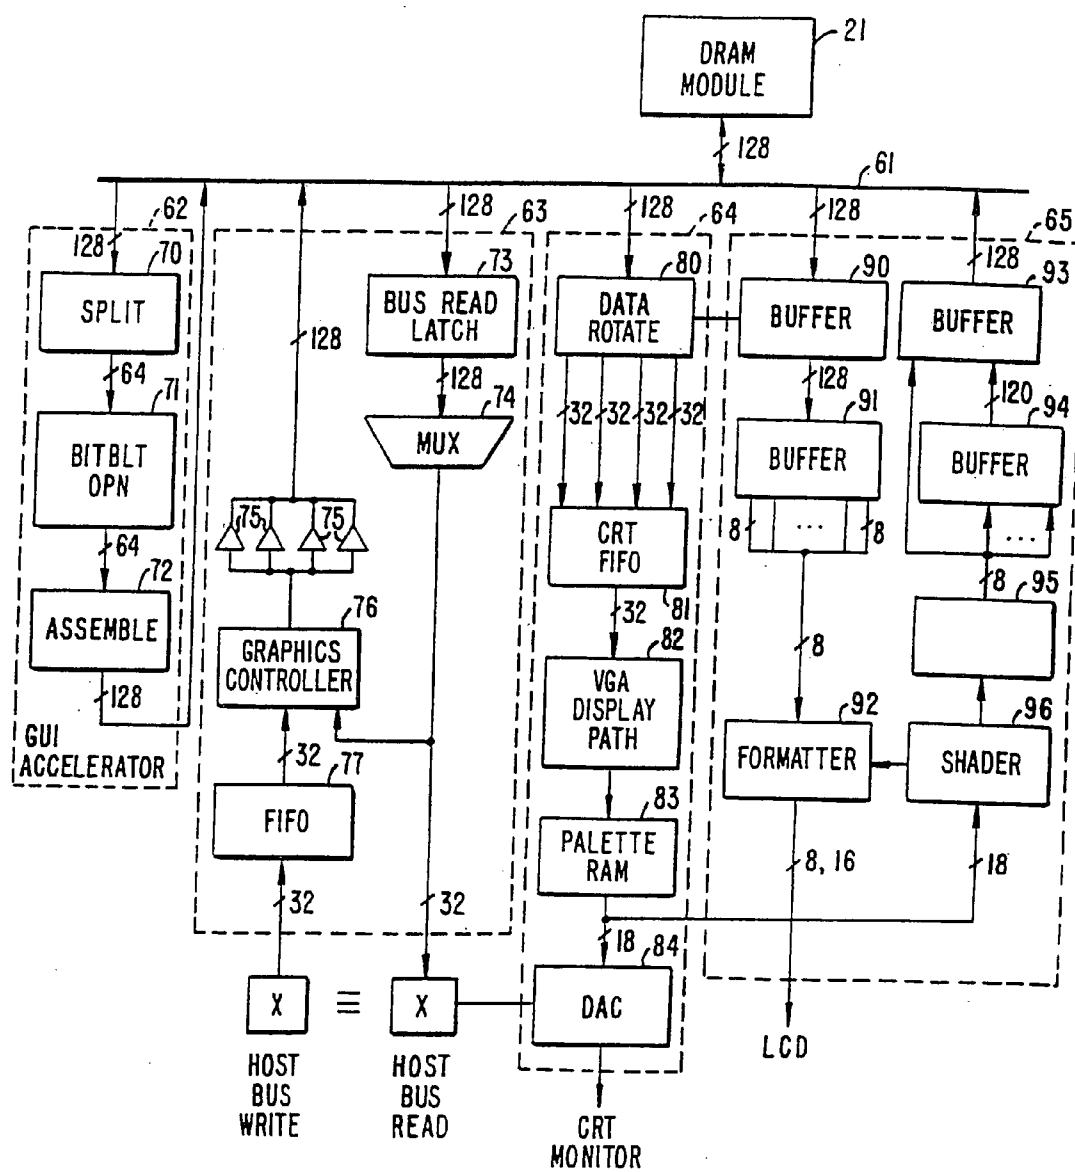 21
DRAM
MODULE
128
61
62
128
70
SPLIT
64
71
BITBLT
OPN
64
72
ASSEMBLE
128
GUI
ACCELERATOR
63
128
128
73
BUS READ
LATCH
128
74
MUX
75
75
76
GRAPHICS
CONTROLLER
32
77
FIFO
32
32
X
≡
X
HOST
BUS
WRITE
HOST
BUS
READ
64
128
80
DATA
ROTATE
32
32
32
32
CRT
FIFO
81
32
82
VGA
DISPLAY
PATH
83
PALETTE
RAM
18
84
DAC
CRT
MONITOR
65
128
90
BUFFER
128
91
BUFFER
8
...
8
8
92
FORMATTER
8, 16
LCD
128
93
BUFFER
120
94
BUFFER
...
8
95
96
SHADER
18